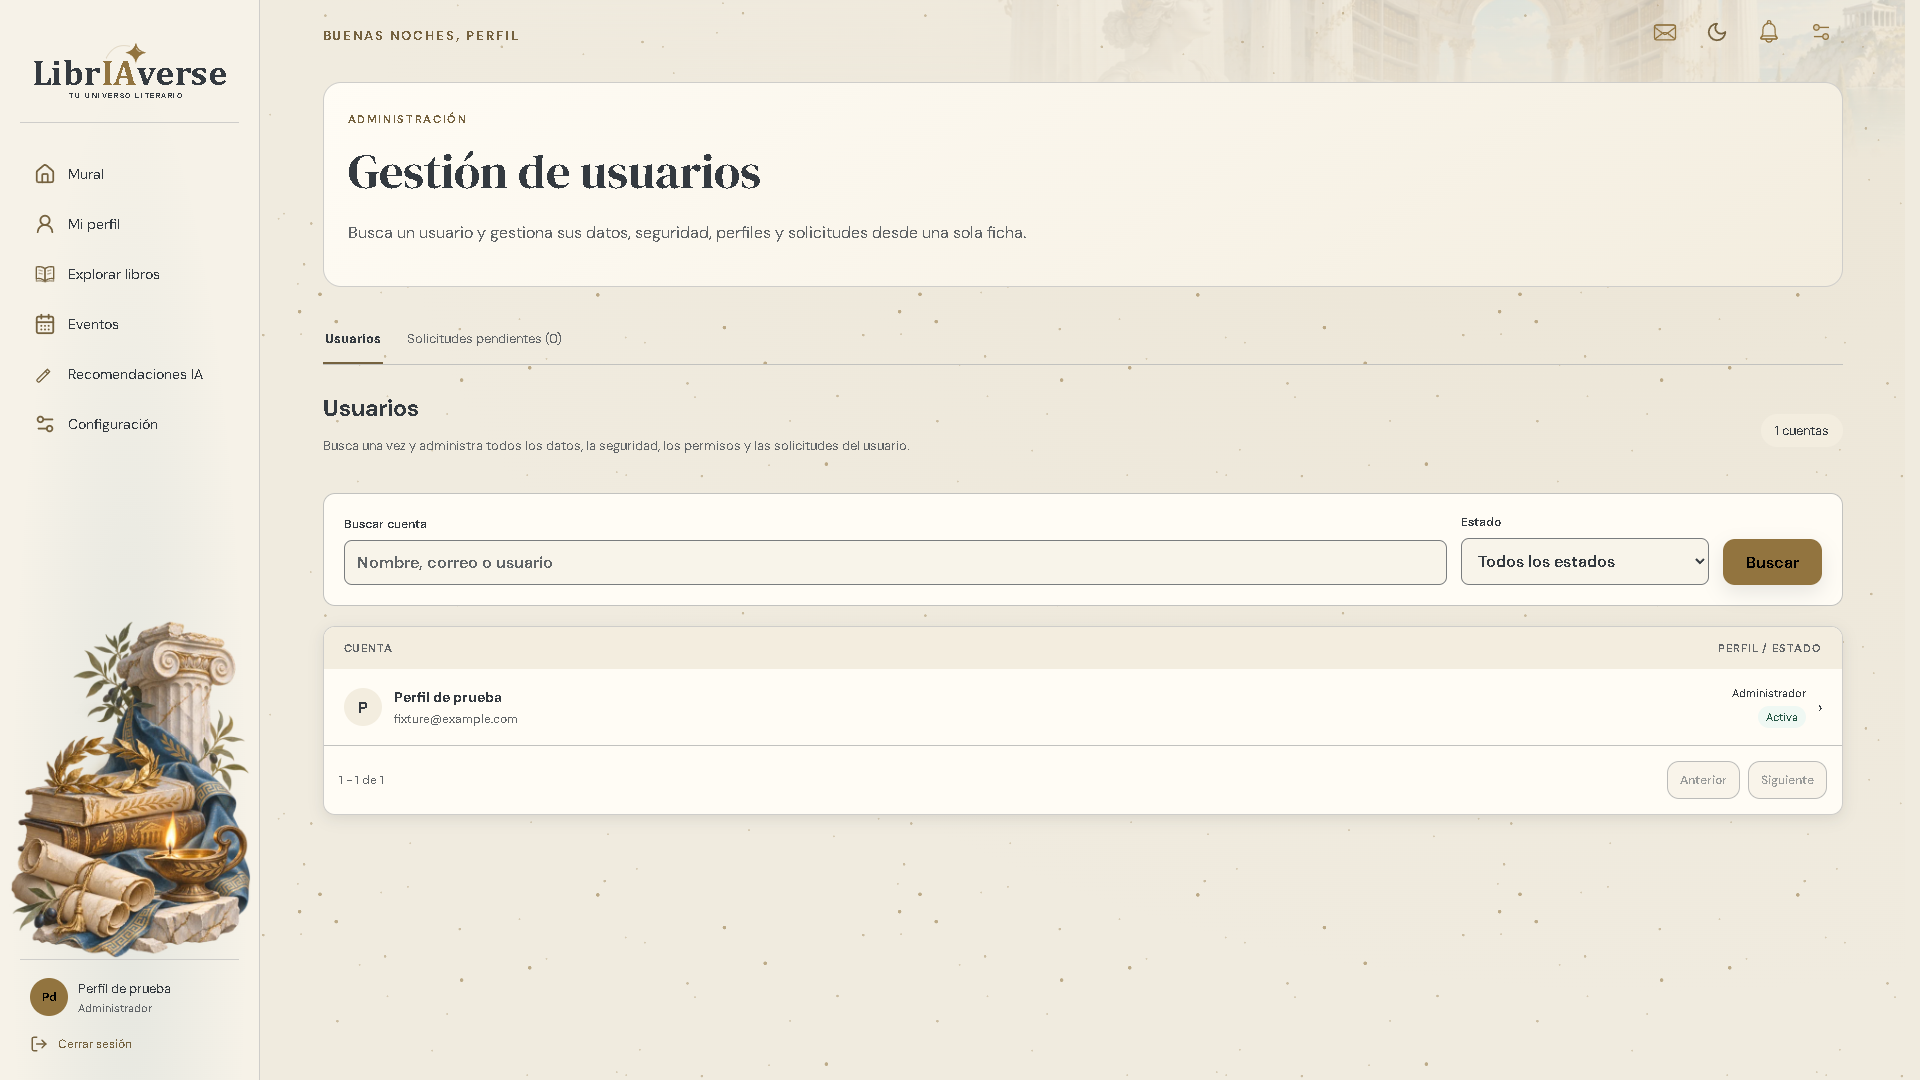 LibrIAverse
TU UNIVERSO LITERARIO
Mural
Mi perfil
Explorar libros
Eventos
Recomendaciones IA
Configuración
Pd
Perfil de prueba
Administrador
Cerrar sesión
BUENAS NOCHES, PERFIL
ADMINISTRACIÓN
Gestión de usuarios
Busca un usuario y gestiona sus datos, seguridad, perfiles y solicitudes desde una sola ficha.
Usuarios Solicitudes pendientes (0)
Usuarios
Busca una vez y administra todos los datos, la seguridad, los permisos y las solicitudes del usuario.
1 cuentas
Buscar cuenta
Nombre, correo o usuario
Estado
Todos los estados
Buscar
CUENTA PERFIL / ESTADO
P
Perfil de prueba
fixture@example.com
Administrador
Activa
1 – 1 de 1
Anterior Siguiente